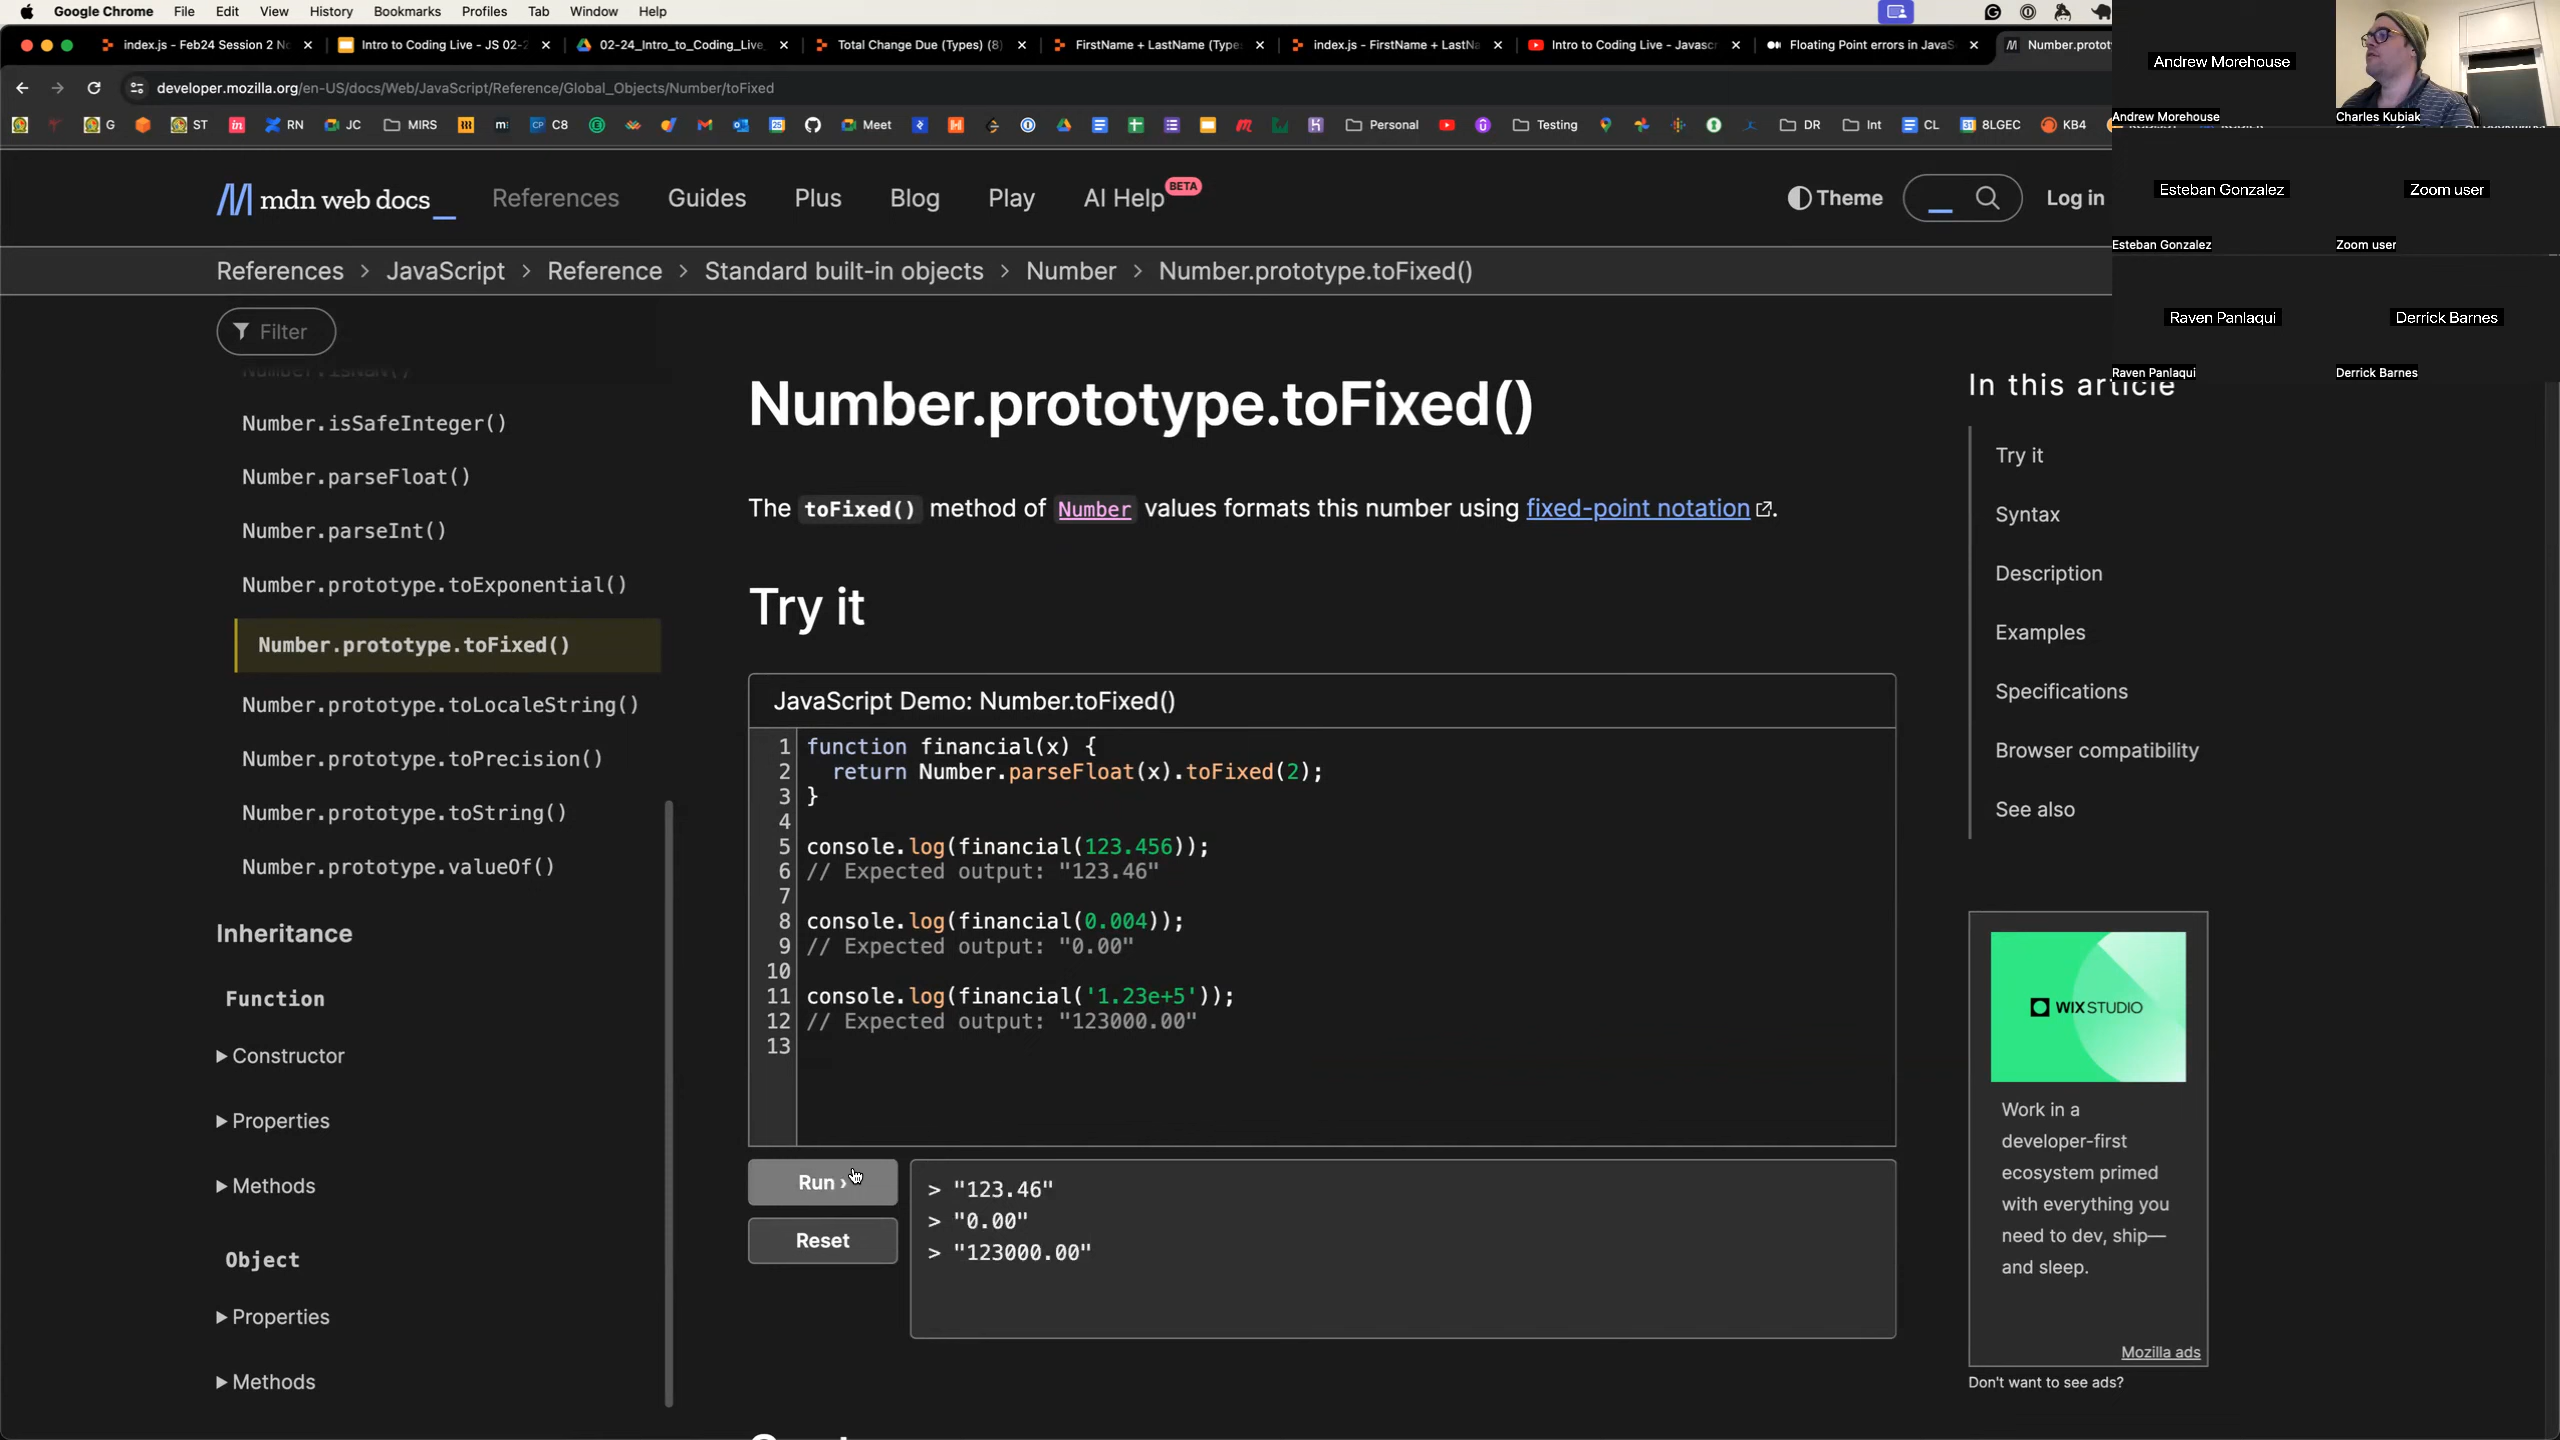 Google Chrome File Edit View History Bookmarks Profiles Tab Window Help
index.js - Feb24 Session 2 No
Intro to Coding Live - JS 02-2
02-24_Intro_to_Coding_Live_
Total Change Due (Types) (8)
FirstName + LastName (Type
index.js - FirstName + LastNa
Intro to Coding Live - Javascr
Floating Point errors in JavaS
Number.protot
developer.mozilla.org/en-US/docs/Web/JavaScript/Reference/Global_Objects/Number/toFixed
G ST in RN JC MIRS m! CP C8 Meet Personal Testing DR Int CL 8LGEC KB4
mdn web docs_ References Guides Plus Blog Play AI Help BETA Theme Log in
References > JavaScript > Reference > Standard built-in objects > Number > Number.prototype.toFixed()
Filter
Number.isNaN()
Number.isSafeInteger()
Number.parseFloat()
Number.parseInt()
Number.prototype.toExponential()
Number.prototype.toFixed()
Number.prototype.toLocaleString()
Number.prototype.toPrecision()
Number.prototype.toString()
Number.prototype.valueOf()
Inheritance
Function
Constructor
Properties
Methods
Object
Properties
Methods
Number.prototype.toFixed()
The toFixed() method of Number values formats this number using fixed-point notation.
Try it
JavaScript Demo: Number.toFixed()
1 function financial(x) {
2 return Number.parseFloat(x).toFixed(2);
3 }
4
5 console.log(financial(123.456));
6 // Expected output: "123.46"
7
8 console.log(financial(0.004));
9 // Expected output: "0.00"
10
11 console.log(financial('1.23e+5'));
12 // Expected output: "123000.00"
13
Run ›
Reset
> "123.46"
> "0.00"
> "123000.00"
In this article
Try it
Syntax
Description
Examples
Specifications
Browser compatibility
See also
WIX STUDIO
Work in a
developer-first
ecosystem primed
with everything you
need to dev, ship—
and sleep.
Mozilla ads
Don't want to see ads?
Andrew Morehouse
Andrew Morehouse
Charles Kubiak
Esteban Gonzalez
Zoom user
Esteban Gonzalez
Zoom user
Raven Panlaqui
Derrick Barnes
Raven Panlaqui
Derrick Barnes